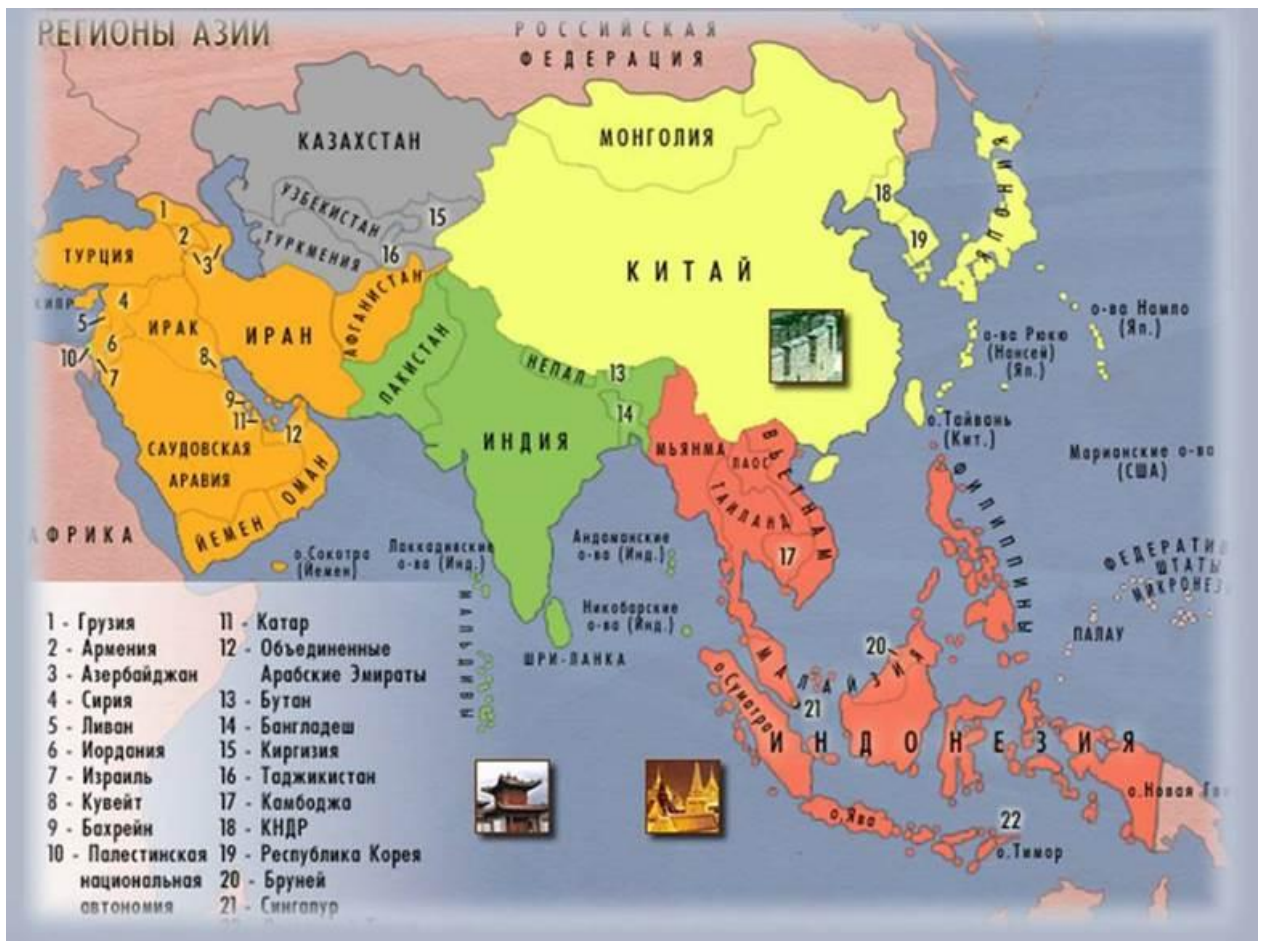 РЕГИОНЫ АЗИИ
РОССИЙСКАЯ
ФЕДЕРАЦИЯ
КАЗАХСТАН
МОНГОЛИЯ
ЯПОНИЯ
УЗБЕКИСТАН
ТУРКМЕНИЯ
15
16
18
19
1
2
3
ТУРЦИЯ
КИТАЙ
КИПР
4
5
6
ИРАК
ИРАН
АФГАНИСТАН
ПАКИСТАН
10
7
8
9
11
12
НЕПАЛ
13
14
о-ва Нампо
(Яп.)
о-ва Рюкю
(Нансей)
(Яп.)
о.Тайвань
(Кит.)
САУДОВСКАЯ
АРАВИЯ
ОМАН
ЙЕМЕН
ИНДИЯ
МЬЯНМА
ЛАОС
ВЬЕТНАМ
ТАИЛАНД
17
ФИЛИППИНЫ
Марианские о-ва
(США)
АФРИКА
о.Сокотра
(Йемен)
Лаккадивские
о-ва (Инд.)
Андаманские
о-ва (Инд.)
ФЕДЕРАТИ
ШТАТЫ
МИКРОНЕЗ
МАЛЬДИВЫ
Никобарские
о-ва (Инд.)
ШРИ-ЛАНКА
ПАЛАУ
20
МАЛАЙЗИЯ
21
о.Суматра
ИНДОНЕЗИЯ
о.Новая
о.Ява
22
о.Тимор
1 - Грузия
2 - Армения
3 - Азербайджан
4 - Сирия
5 - Ливан
6 - Иордания
7 - Израиль
8 - Кувейт
9 - Бахрейн
10 - Палестинская
национальная
автономия
11 - Катар
12 - Объединенные
Арабские Эмираты
13 - Бутан
14 - Бангладеш
15 - Киргизия
16 - Таджикистан
17 - Камбоджа
18 - КНДР
19 - Республика Корея
20 - Бруней
21 - Сингапур